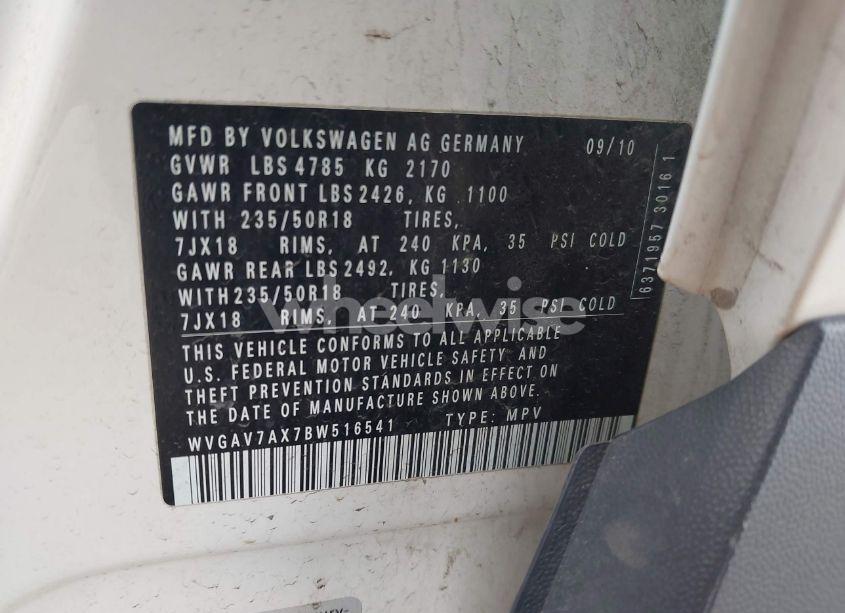 MFD BY VOLKSWAGEN AG GERMANY 09/10
GVWR LBS 4785 KG 2170
GAWR FRONT LBS 2426, KG 1100
WITH 235/50R18 TIRES,
7JX18 RIMS, AT 240 KPA, 35 PSI COLD
GAWR REAR LBS 2492, KG 1130
WITH 235/50R18 TIRES,
7JX18 RIMS, AT 240 KPA, 35 PSI COLD
THIS VEHICLE CONFORMS TO ALL APPLICABLE
U.S. FEDERAL MOTOR VEHICLE SAFETY, AND
THEFT PREVENTION STANDARDS IN EFFECT ON
THE DATE OF MANUFACTURE SHOWN ABOVE.
WVGAV7AX7BW516541 TYPE: MPV
6371957 3016 1
wheelwise